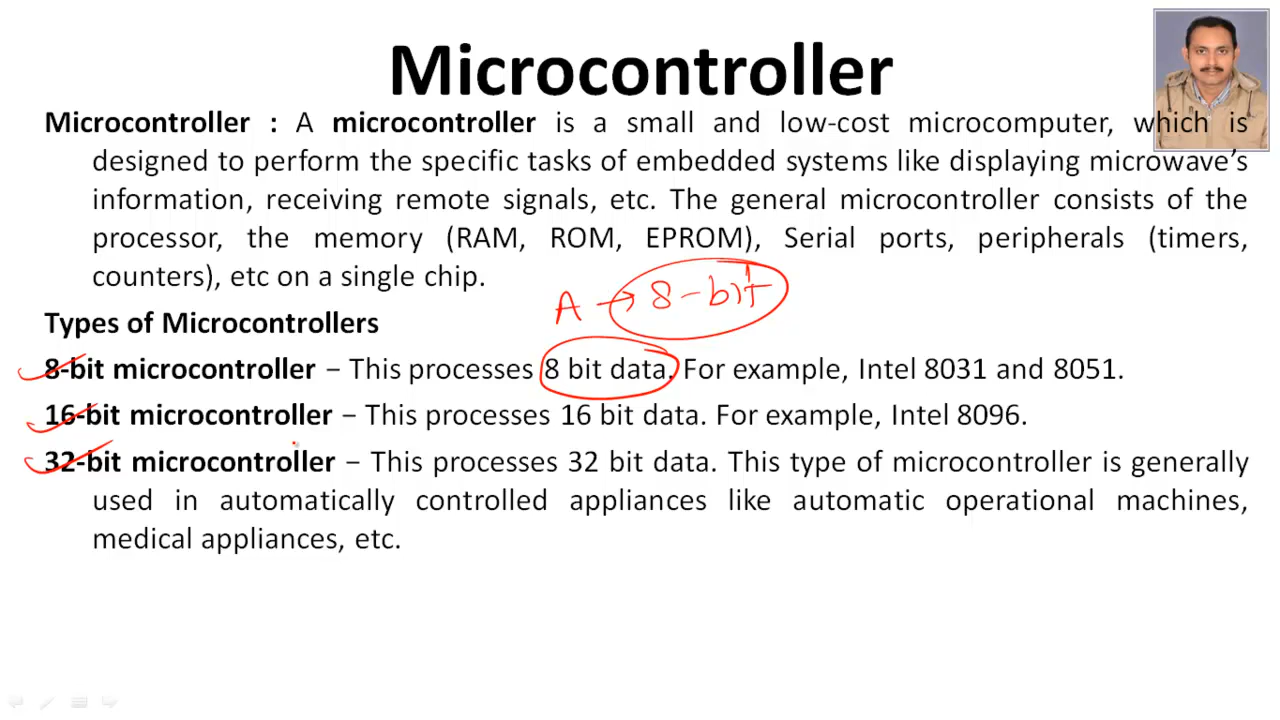 Microcontroller
Microcontroller : A microcontroller is a small and low-cost microcomputer, which is
designed to perform the specific tasks of embedded systems like displaying microwave’s
information, receiving remote signals, etc. The general microcontroller consists of the
processor, the memory (RAM, ROM, EPROM), Serial ports, peripherals (timers,
counters), etc on a single chip.
A → 8-bit
Types of Microcontrollers
8-bit microcontroller – This processes 8 bit data. For example, Intel 8031 and 8051.
16-bit microcontroller – This processes 16 bit data. For example, Intel 8096.
32-bit microcontroller – This processes 32 bit data. This type of microcontroller is generally
used in automatically controlled appliances like automatic operational machines,
medical appliances, etc.